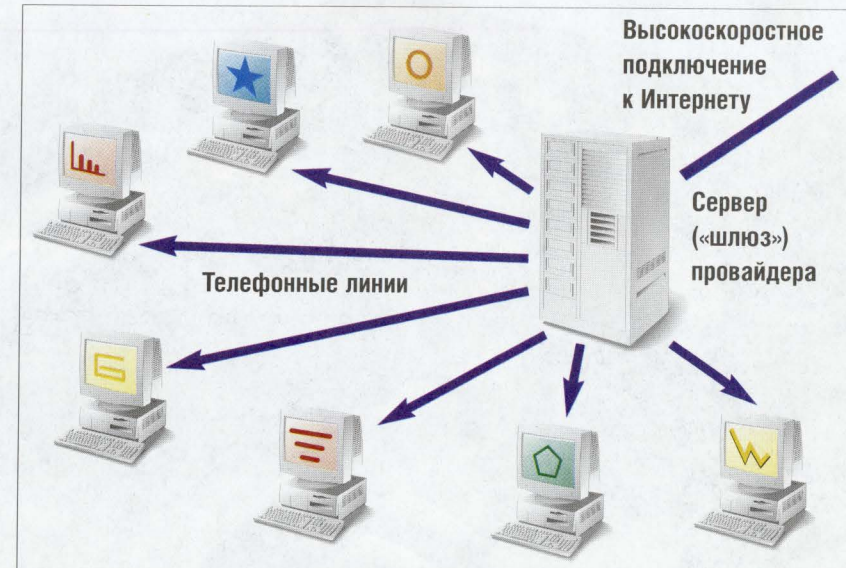 Высокоскоростное
подключение
к Интернету
Сервер
(«шлюз»)
провайдера
Телефонные линии